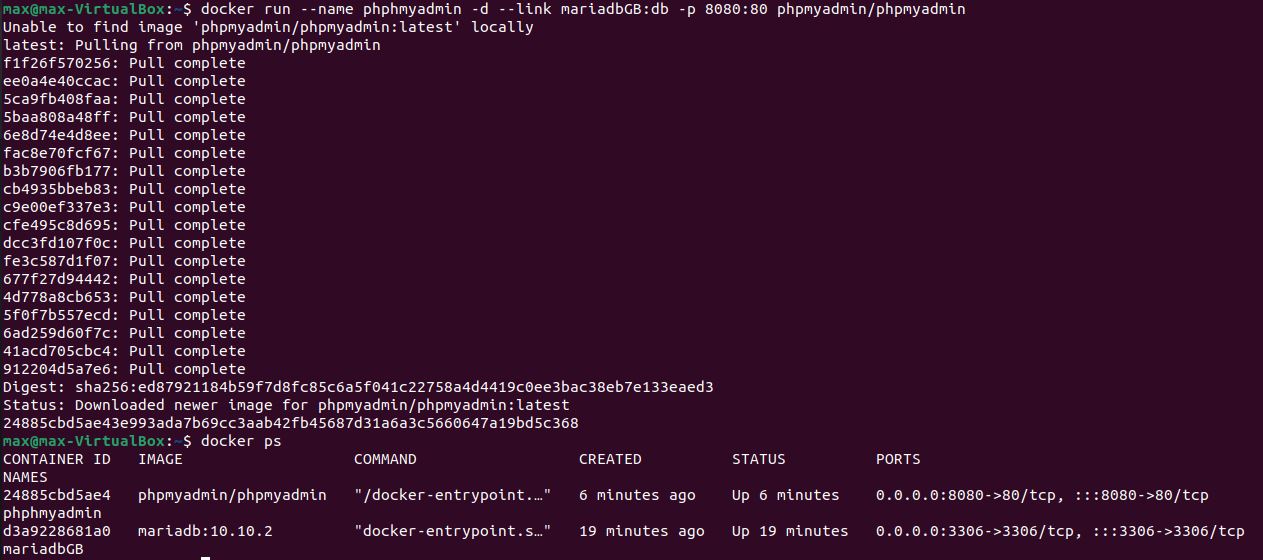 max@max-VirtualBox:~$ docker run --name phphmyadmin -d --link mariadbGB:db -p 8080:80 phpmyadmin/phpmyadmin
Unable to find image 'phpmyadmin/phpmyadmin:latest' locally
latest: Pulling from phpmyadmin/phpmyadmin
f1f26f570256: Pull complete
ee0a4e40ccac: Pull complete
5ca9fb408faa: Pull complete
5baa808a48ff: Pull complete
6e8d74e4d8ee: Pull complete
fac8e70fcf67: Pull complete
b3b7906fb177: Pull complete
cb4935bbeb83: Pull complete
c9e00ef337e3: Pull complete
cfe495c8d695: Pull complete
dcc3fd107f0c: Pull complete
fe3c587d1f07: Pull complete
677f27d94442: Pull complete
4d778a8cb653: Pull complete
5f0f7b557ecd: Pull complete
6ad259d60f7c: Pull complete
41acd705cbc4: Pull complete
912204d5a7e6: Pull complete
Digest: sha256:ed87921184b59f7d8fc85c6a5f041c22758a4d4419c0ee3bac38eb7e133eaed3
Status: Downloaded newer image for phpmyadmin/phpmyadmin:latest
24885cbd5ae43e993ada7b69cc3aab42fb45687d31a6a3c5660647a19bd5c368
max@max-VirtualBox:~$ docker ps
CONTAINER ID   IMAGE                   COMMAND                  CREATED          STATUS          PORTS
NAMES
24885cbd5ae4   phpmyadmin/phpmyadmin   "/docker-entrypoint.…"   6 minutes ago    Up 6 minutes    0.0.0.0:8080->80/tcp, :::8080->80/tcp
phphmyadmin
d3a9228681a0   mariadb:10.10.2         "docker-entrypoint.s…"   19 minutes ago   Up 19 minutes   0.0.0.0:3306->3306/tcp, :::3306->3306/tcp
mariadbGB